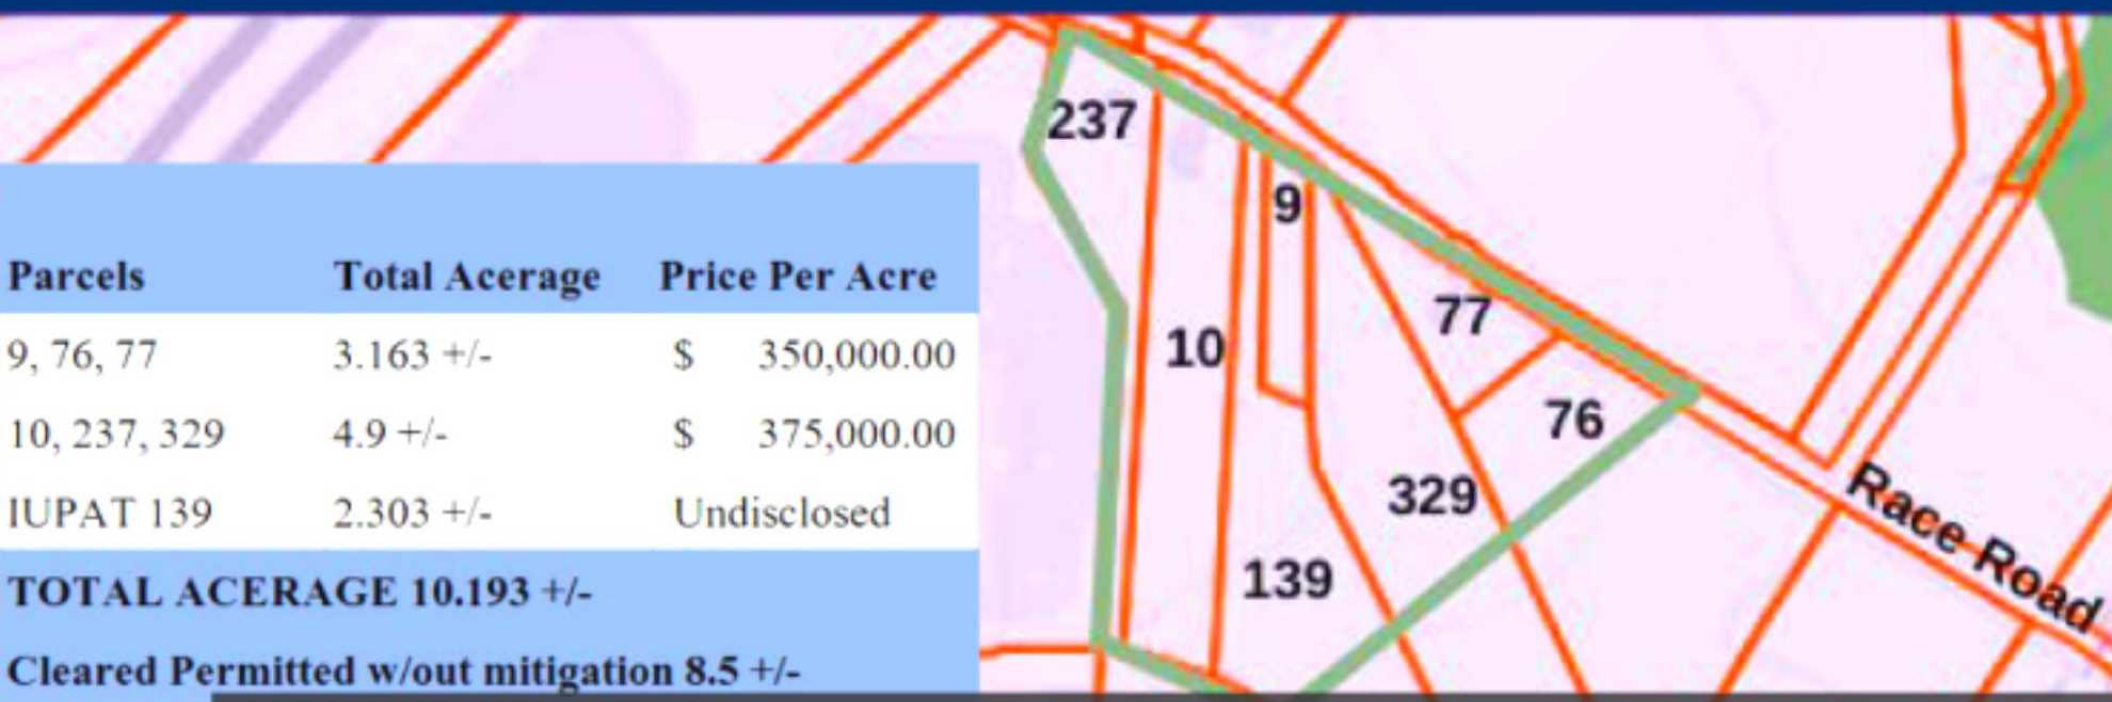 Parcels Total Acerage Price Per Acre
9, 76, 77 3.163 +/- $ 350,000.00
10, 237, 329 4.9 +/- $ 375,000.00
IUPAT 139 2.303 +/- Undisclosed
TOTAL ACERAGE 10.193 +/-
Cleared Permitted w/out mitigation 8.5 +/-
237
9
10
77
76
329
139
Race Road